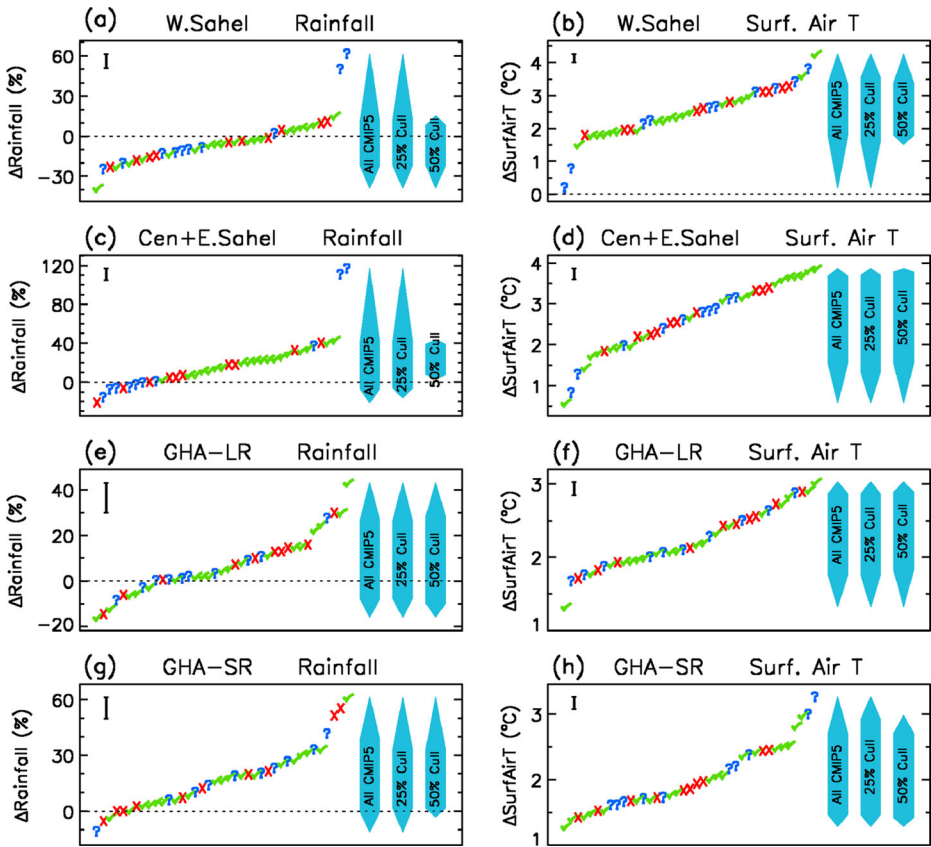 (a) W.Sahel Rainfall
ΔRainfall (%)
60
30
0
−30
All CMIP5
25% Cull
50% Cull
(b) W.Sahel Surf. Air T
ΔSurfAirT (°C)
4
3
2
1
0
All CMIP5
25% Cull
50% Cull
(c) Cen+E.Sahel Rainfall
ΔRainfall (%)
120
80
40
0
All CMIP5
25% Cull
50% Cull
(d) Cen+E.Sahel Surf. Air T
ΔSurfAirT (°C)
4
3
2
1
All CMIP5
25% Cull
50% Cull
(e) GHA−LR Rainfall
ΔRainfall (%)
40
20
0
−20
All CMIP5
25% Cull
50% Cull
(f) GHA−LR Surf. Air T
ΔSurfAirT (°C)
3
2
1
All CMIP5
25% Cull
50% Cull
(g) GHA−SR Rainfall
ΔRainfall (%)
60
30
0
All CMIP5
25% Cull
50% Cull
(h) GHA−SR Surf. Air T
ΔSurfAirT (°C)
3
2
1
All CMIP5
25% Cull
50% Cull